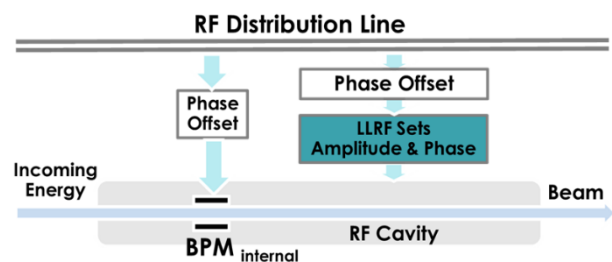 RF Distribution Line
Phase Offset
Phase
Offset
LLRF Sets
Amplitude & Phase
Incoming
Energy
Beam
BPM internal
RF Cavity